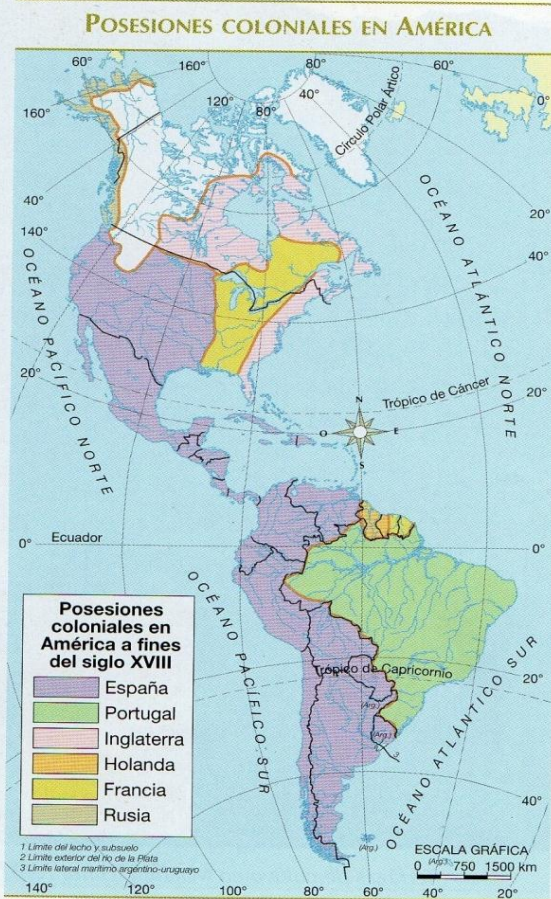 POSESIONES COLONIALES EN AMÉRICA
60°
160°
160°
120°
80°
40°
60°
0°
Círculo Polar Ártico
40°
20°
140°
40°
OCÉANO PACÍFICO NORTE
OCÉANO ATLÁNTICO NORTE
20°
Trópico de Cáncer
20°
N
O
E
S
0°
Ecuador
0°
Posesiones
coloniales en
América a fines
del siglo XVIII
España
Portugal
Inglaterra
Holanda
Francia
Rusia
OCÉANO PACÍFICO SUR
Trópico de Capricornio
20°
(Arg.)
(Arg.)
OCÉANO ATLÁNTICO SUR
40°
(Arg.)
ESCALA GRÁFICA
0 (Arg.) 750 1500 km
1 Límite del lecho y subsuelo
2 Límite exterior del río de la Plata
3 Límite lateral marítimo argentino-uruguayo
140°
120°
100°
80°
60°
40°
20°